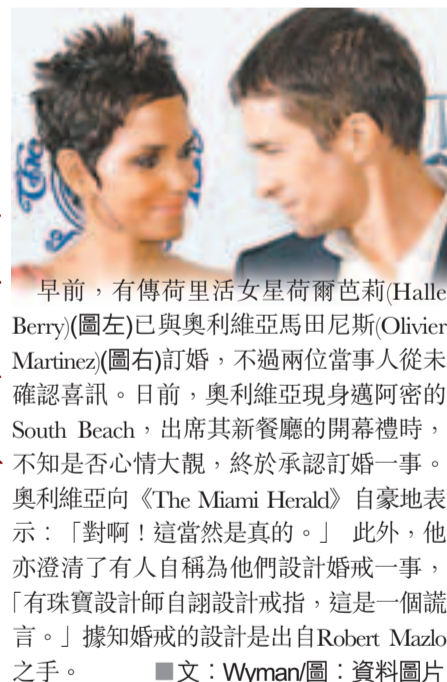 The
早前，有傳荷里活女星荷爾芭莉(Halle
Berry)(圖左)已與奧利維亞馬田尼斯(Olivier
Martinez)(圖右)訂婚，不過兩位當事人從未
確認喜訊。日前，奧利維亞現身邁阿密的
South Beach，出席其新餐廳的開幕禮時，
不知是否心情大靚，終於承認訂婚一事。
奧利維亞向《The Miami Herald》自豪地表
示：「對啊！這當然是真的。」 此外，他
亦澄清了有人自稱為他們設計婚戒一事，
「有珠寶設計師自詡設計戒指，這是一個謊
言。」據知婚戒的設計是出自Robert Mazlo
之手。 ■文：Wyman/圖：資料圖片